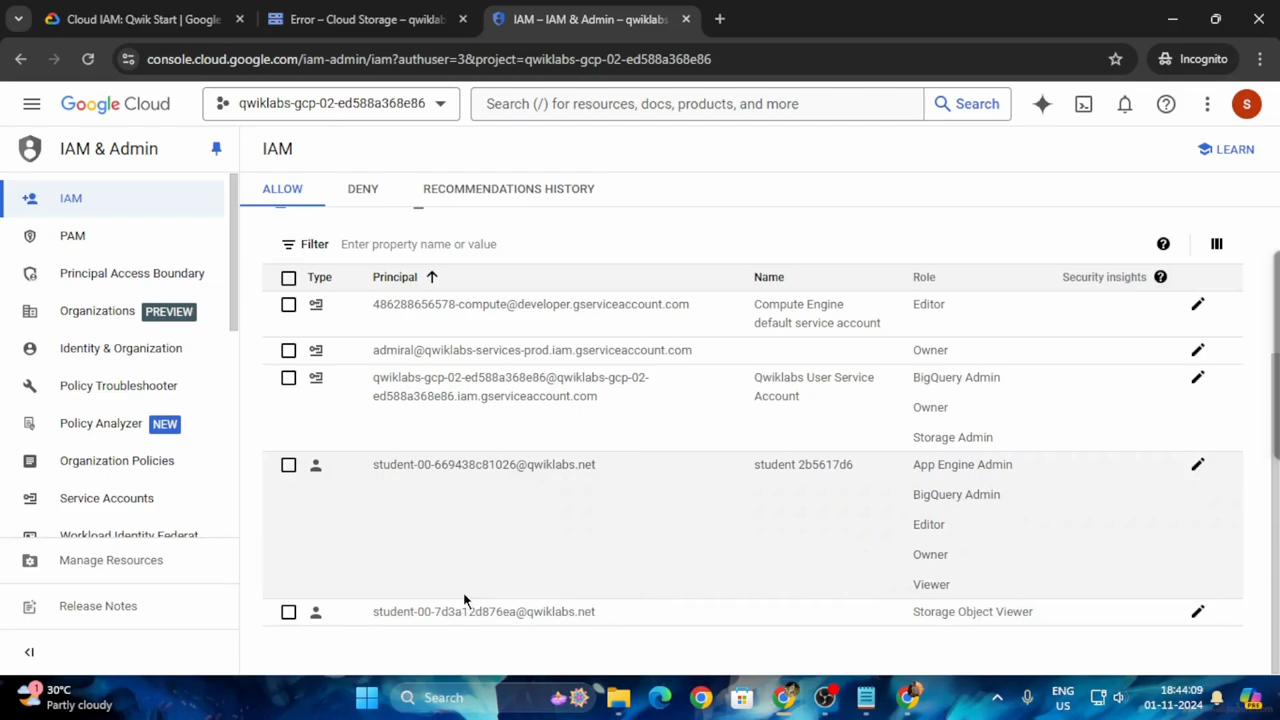 Cloud IAM: Qwik Start | Google
Error – Cloud Storage – qwiklab
IAM – IAM & Admin – qwiklabs
console.cloud.google.com/iam-admin/iam?authuser=3&project=qwiklabs-gcp-02-ed588a368e86
Incognito
Google Cloud
qwiklabs-gcp-02-ed588a368e86
Search (/) for resources, docs, products, and more
Search
S
IAM & Admin
IAM
LEARN
ALLOW
DENY
RECOMMENDATIONS HISTORY
IAM
PAM
Principal Access Boundary
Organizations PREVIEW
Identity & Organization
Policy Troubleshooter
Policy Analyzer NEW
Organization Policies
Service Accounts
Workload Identity Federat
Manage Resources
Release Notes
Filter Enter property name or value
Type Principal Name Role Security insights
486288656578-compute@developer.gserviceaccount.com Compute Engine Editor
default service account
admiral@qwiklabs-services-prod.iam.gserviceaccount.com Owner
qwiklabs-gcp-02-ed588a368e86@qwiklabs-gcp-02- Qwiklabs User Service BigQuery Admin
ed588a368e86.iam.gserviceaccount.com Account
Owner
Storage Admin
student-00-669438c81026@qwiklabs.net student 2b5617d6 App Engine Admin
BigQuery Admin
Editor
Owner
Viewer
student-00-7d3a12d876ea@qwiklabs.net Storage Object Viewer
1
30°C
Partly cloudy
Search
ENG
US
18:44:09
01-11-2024
PRE